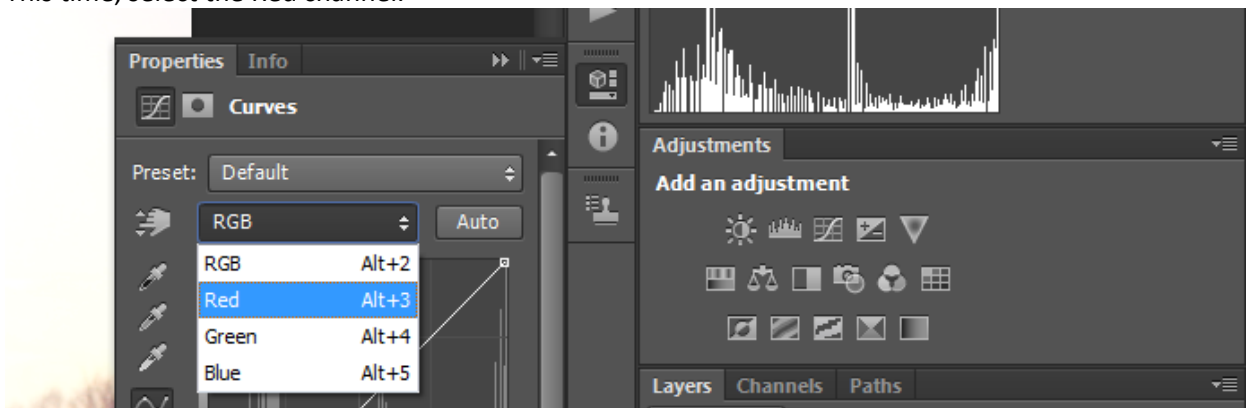 This time, select the Red channel.
Properties Info
Curves
Preset: Default
RGB Auto
RGB Alt+2
Red Alt+3
Green Alt+4
Blue Alt+5
Adjustments
Add an adjustment
Layers Channels Paths